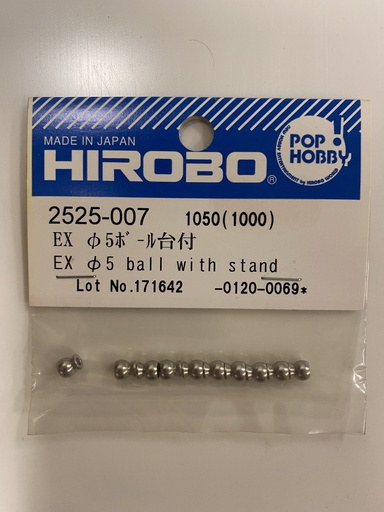 MADE IN JAPAN
HIROBO®
POP!
HOBBY
2525-007 1050(1000)
EX φ5ﾎﾞｰﾙ台付
EX φ5 ball with stand
Lot No.171642 -0120-0069*